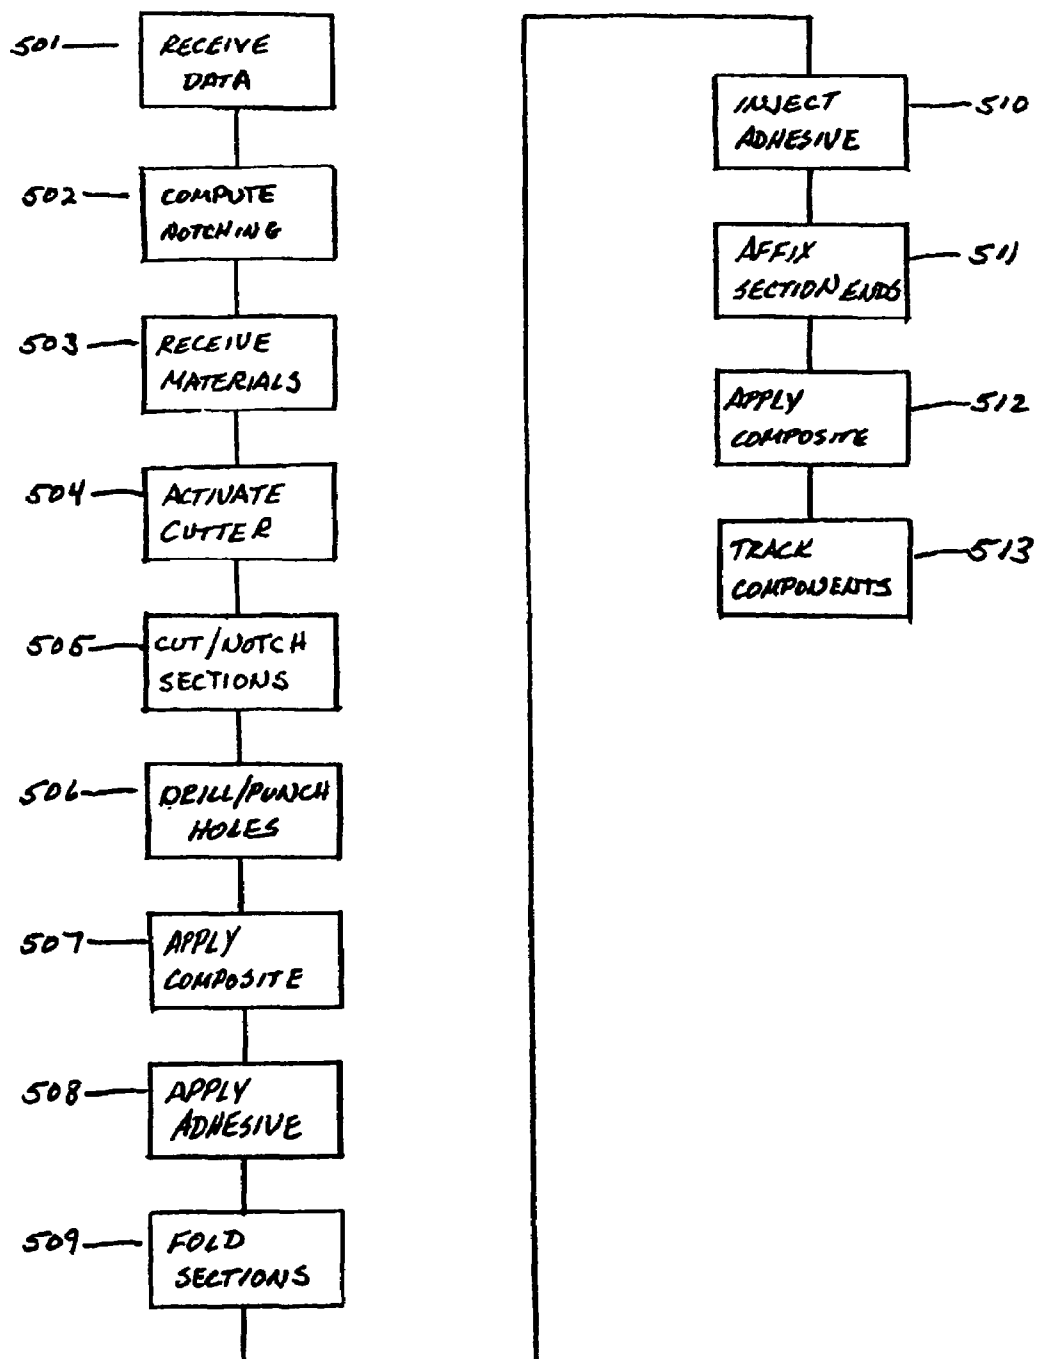 501
RECEIVE
DATA
502
COMPUTE
NOTCHING
503
RECEIVE
MATERIALS
504
ACTIVATE
CUTTER
505
CUT/NOTCH
SECTIONS
506
DRILL/PUNCH
HOLES
507
APPLY
COMPOSITE
508
APPLY
ADHESIVE
509
FOLD
SECTIONS
510
INJECT
ADHESIVE
511
AFFIX
SECTION ENDS
512
APPLY
COMPOSITE
513
TRACK
COMPONENTS